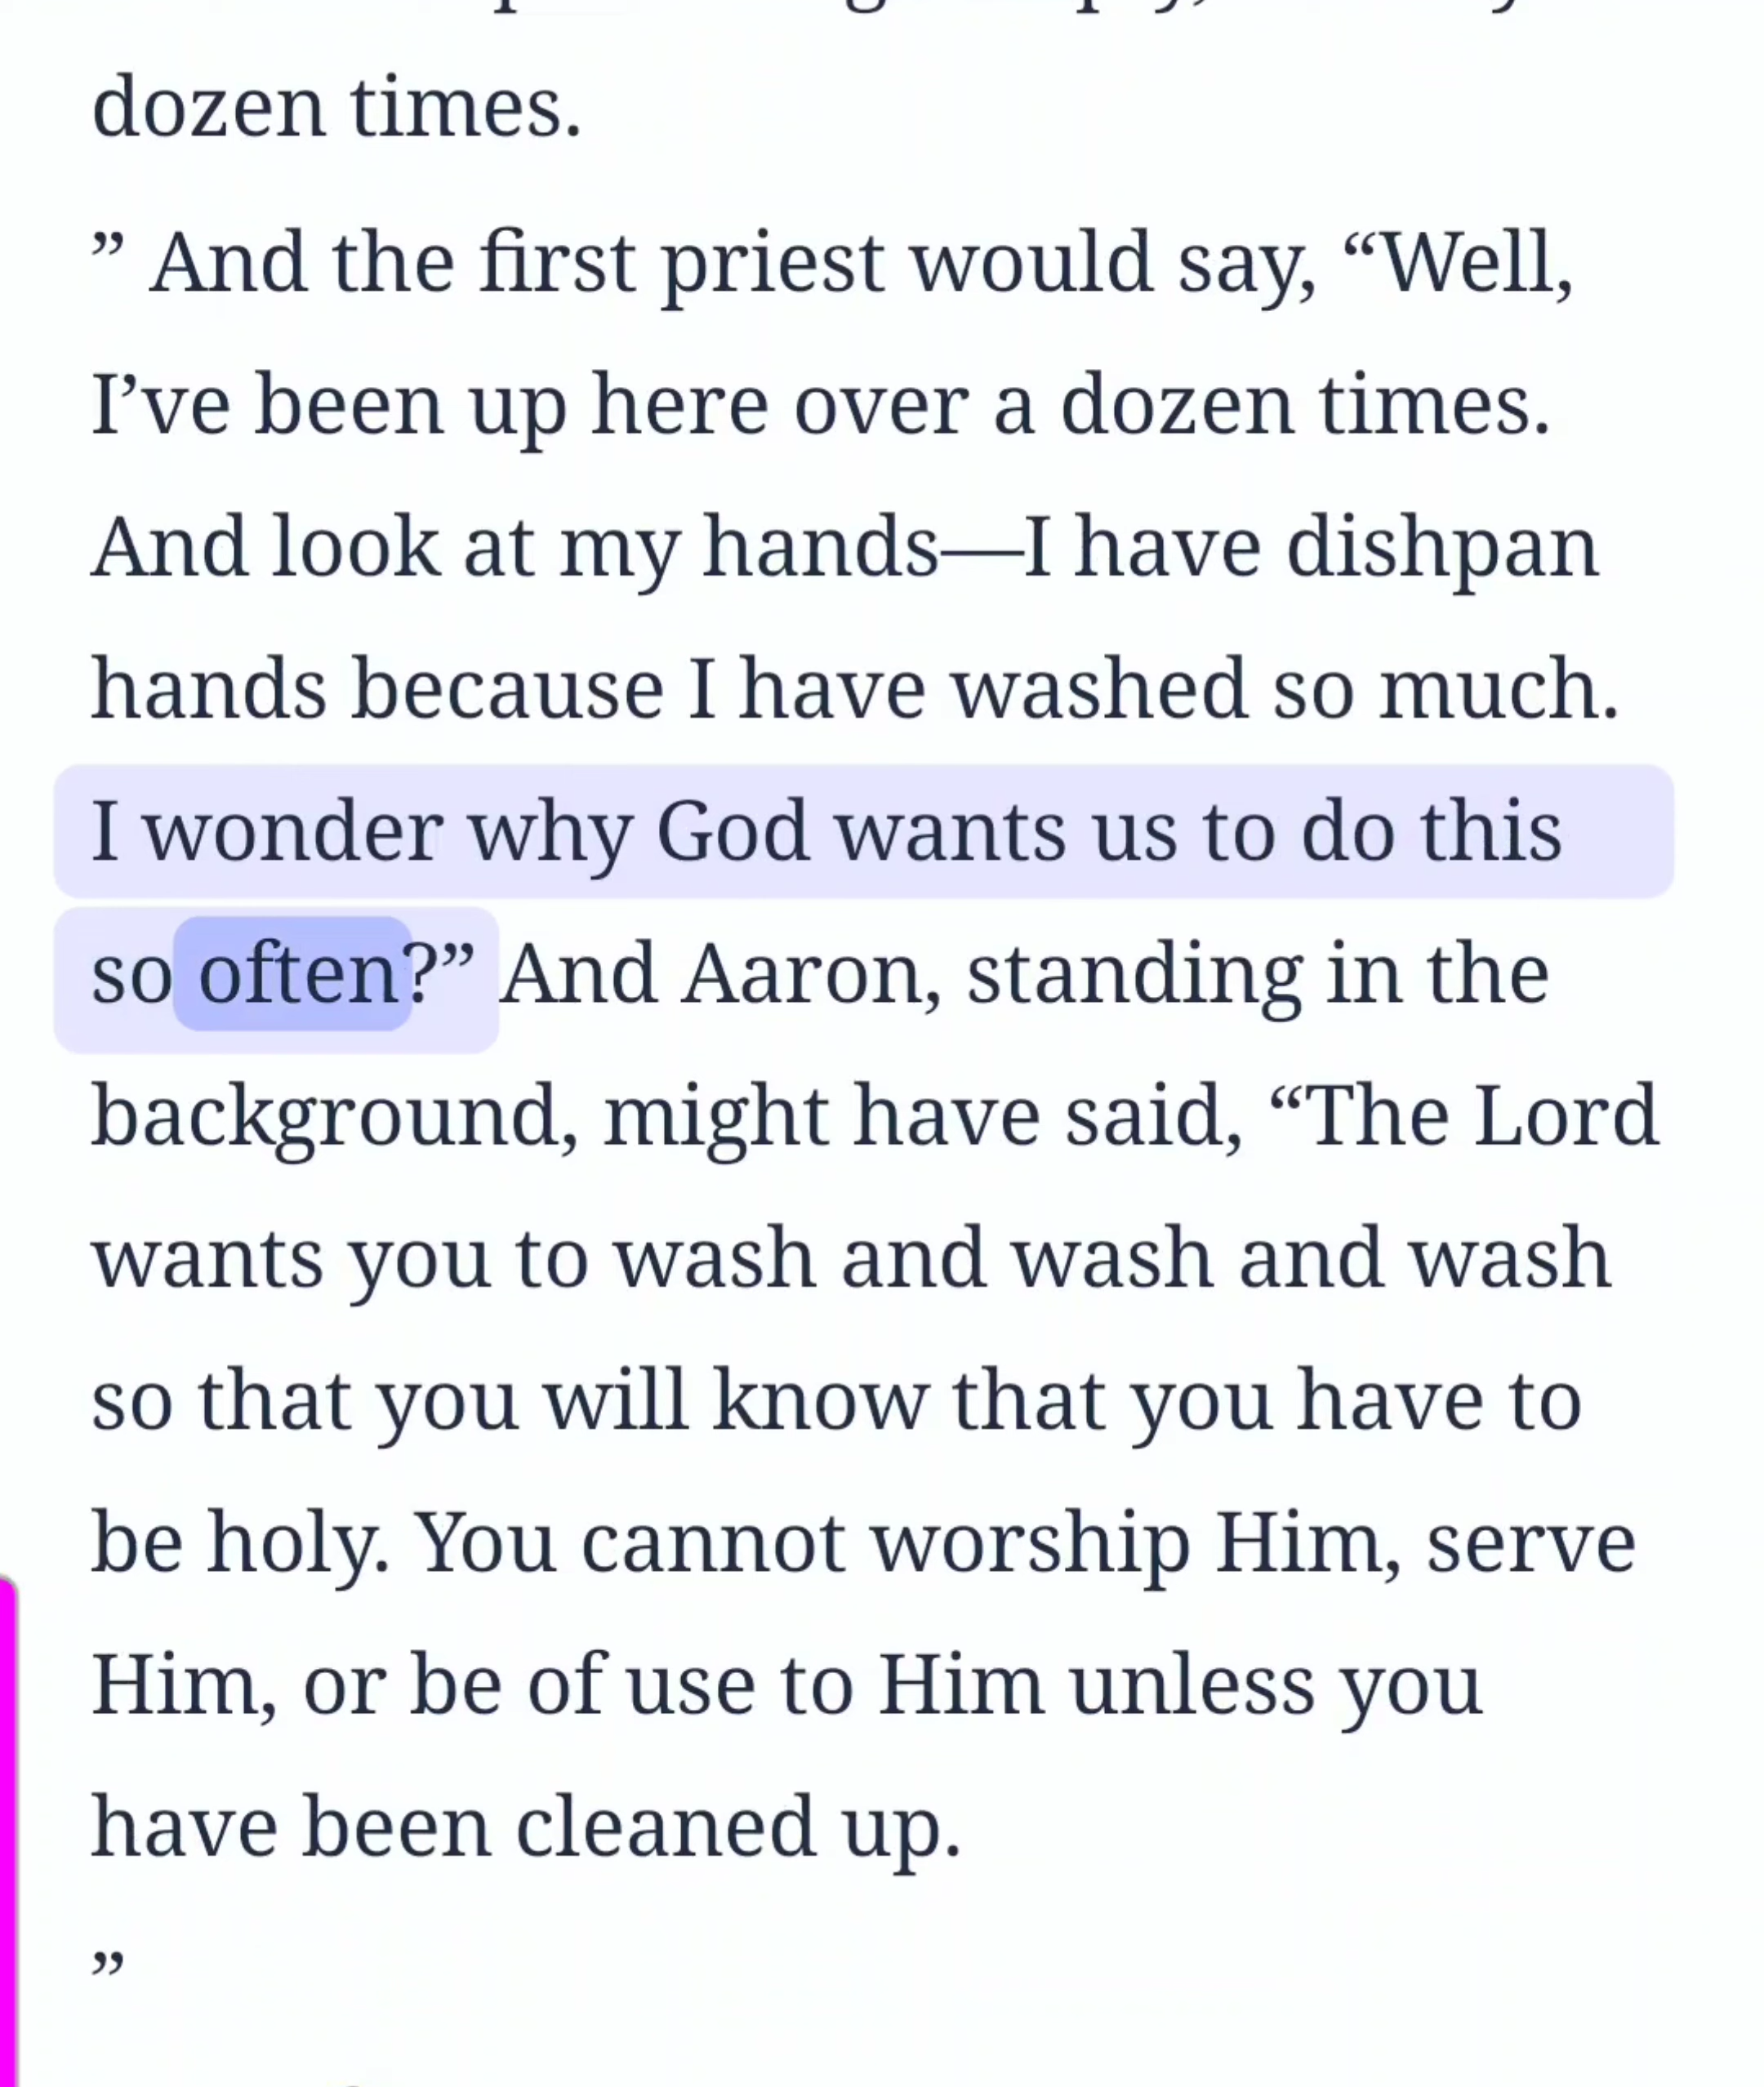 dozen times.
” And the first priest would say, “Well,
I’ve been up here over a dozen times.
And look at my hands—I have dishpan
hands because I have washed so much.
I wonder why God wants us to do this
so often?” And Aaron, standing in the
background, might have said, “The Lord
wants you to wash and wash and wash
so that you will know that you have to
be holy. You cannot worship Him, serve
Him, or be of use to Him unless you
have been cleaned up.
”